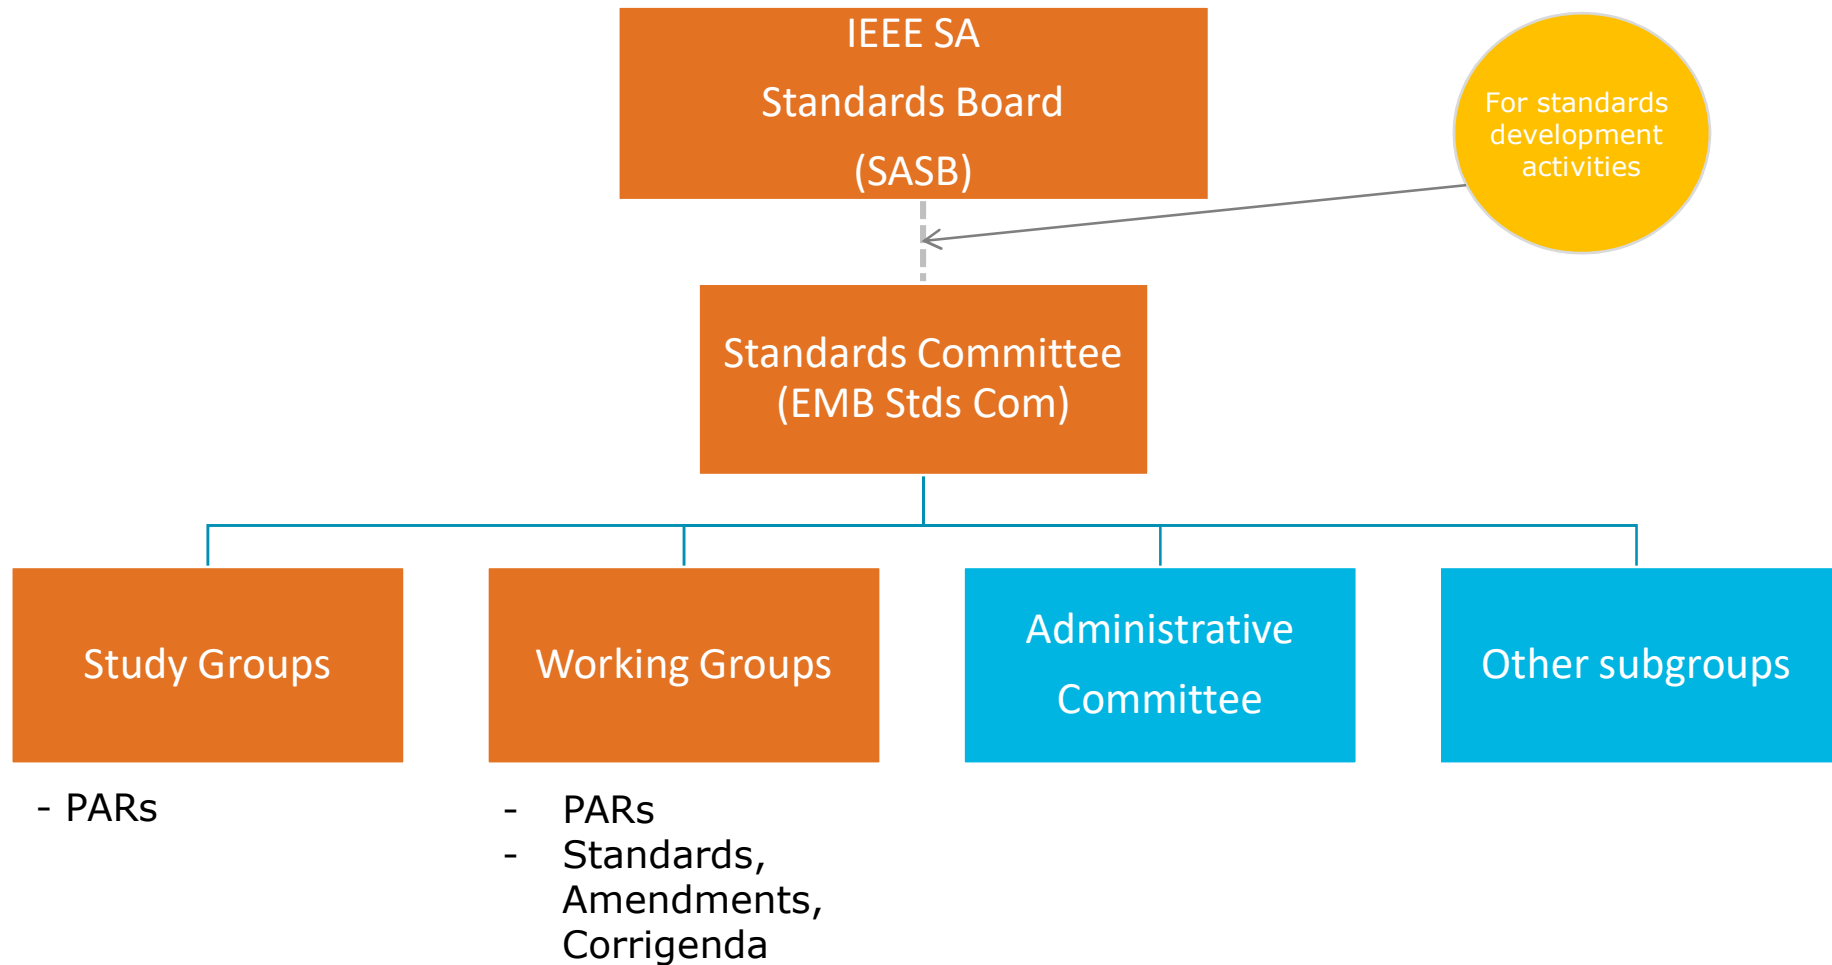 IEEE SA
Standards Board
(SASB)
For standards
development
activities
Standards Committee
(EMB Stds Com)
Study Groups
Working Groups
Administrative
Committee
Other subgroups
- PARs
- PARs
- Standards,
Amendments,
Corrigenda